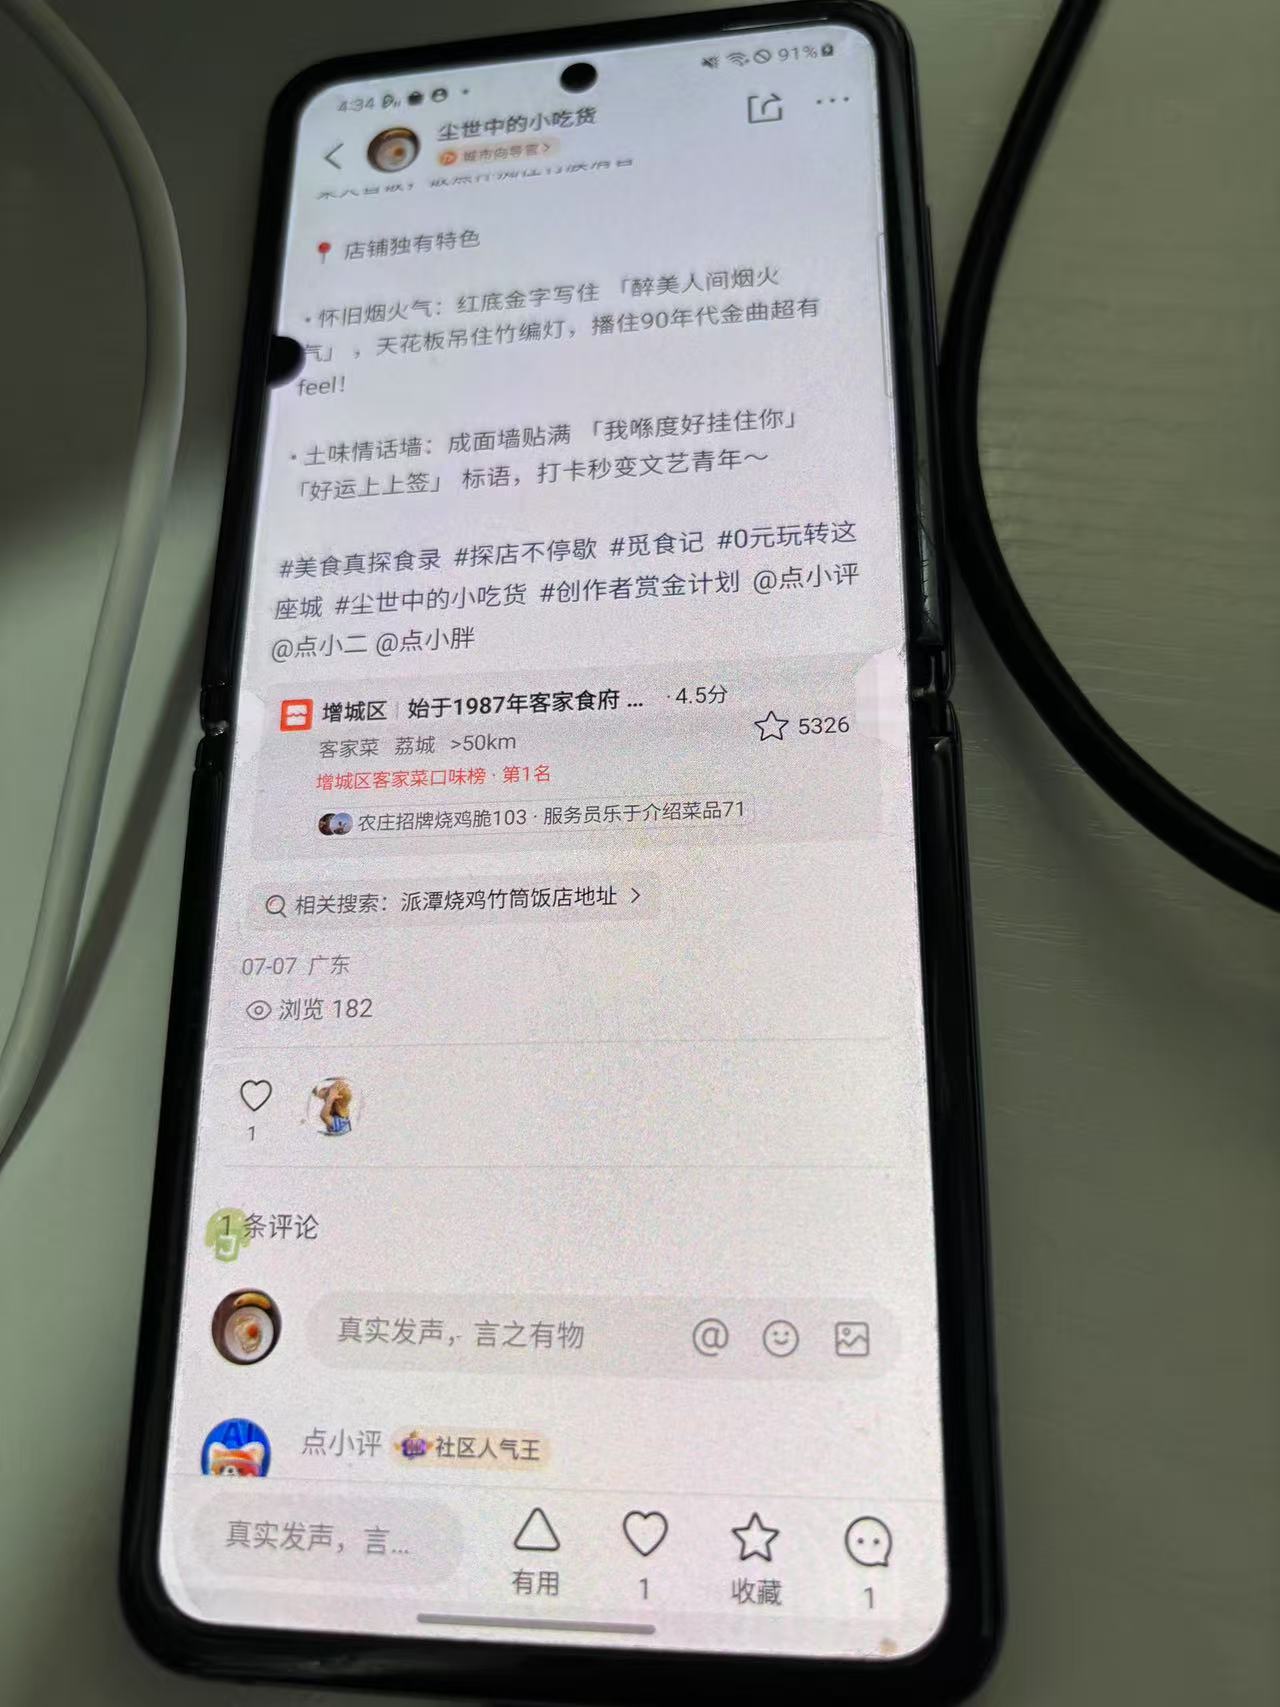 4:34
91%
尘世中的小吃货
城市向导官>
📍 店铺独有特色
·怀旧烟火气：红底金字写住 「醉美人间烟火
气」，天花板吊住竹编灯，播住90年代金曲超有
feel！
·土味情话墙：成面墙贴满 「我喺度好挂住你」
「好运上上签」 标语，打卡秒变文艺青年～
#美食真探食录 #探店不停歇 #觅食记 #0元玩转这
座城 #尘世中的小吃货 #创作者赏金计划 @点小评
@点小二 @点小胖
增城区 | 始于1987年客家食府 ... ·4.5分
客家菜 荔城 >50km
5326
增城区客家菜口味榜·第1名
农庄招牌烧鸡脆103·服务员乐于介绍菜品71
相关搜索：派潭烧鸡竹筒饭店地址 >
07-07 广东
浏览 182
1
1 条评论
真实发声，言之有物
AI
点小评 社区人气王
真实发声，言...
有用
1
收藏
1